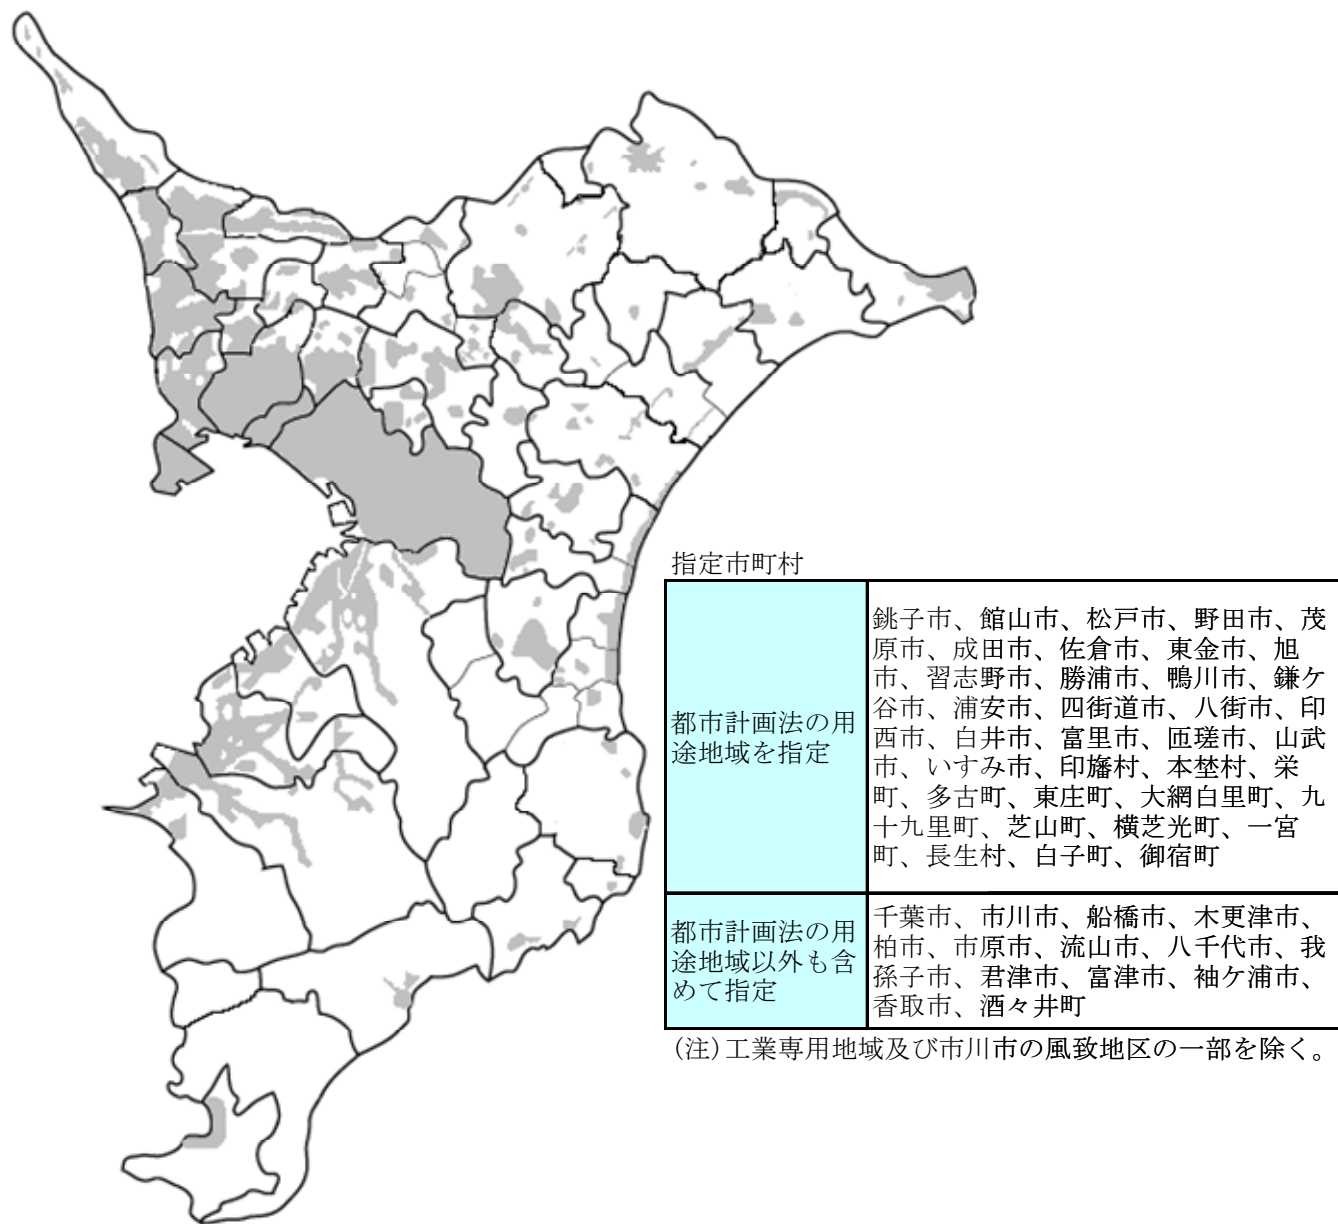 指定市町村
都市計画法の用
途地域を指定
銚子市、館山市、松戸市、野田市、茂
原市、成田市、佐倉市、東金市、旭
市、習志野市、勝浦市、鴨川市、鎌ケ
谷市、浦安市、四街道市、八街市、印
西市、白井市、富里市、匝瑳市、山武
市、いすみ市、印旛村、本埜村、栄
町、多古町、東庄町、大網白里町、九
十九里町、芝山町、横芝光町、一宮
町、長生村、白子町、御宿町
都市計画法の用
途地域以外も含
めて指定
千葉市、市川市、船橋市、木更津市、
柏市、市原市、流山市、八千代市、我
孫子市、君津市、富津市、袖ケ浦市、
香取市、酒々井町
(注)工業専用地域及び市川市の風致地区の一部を除く。